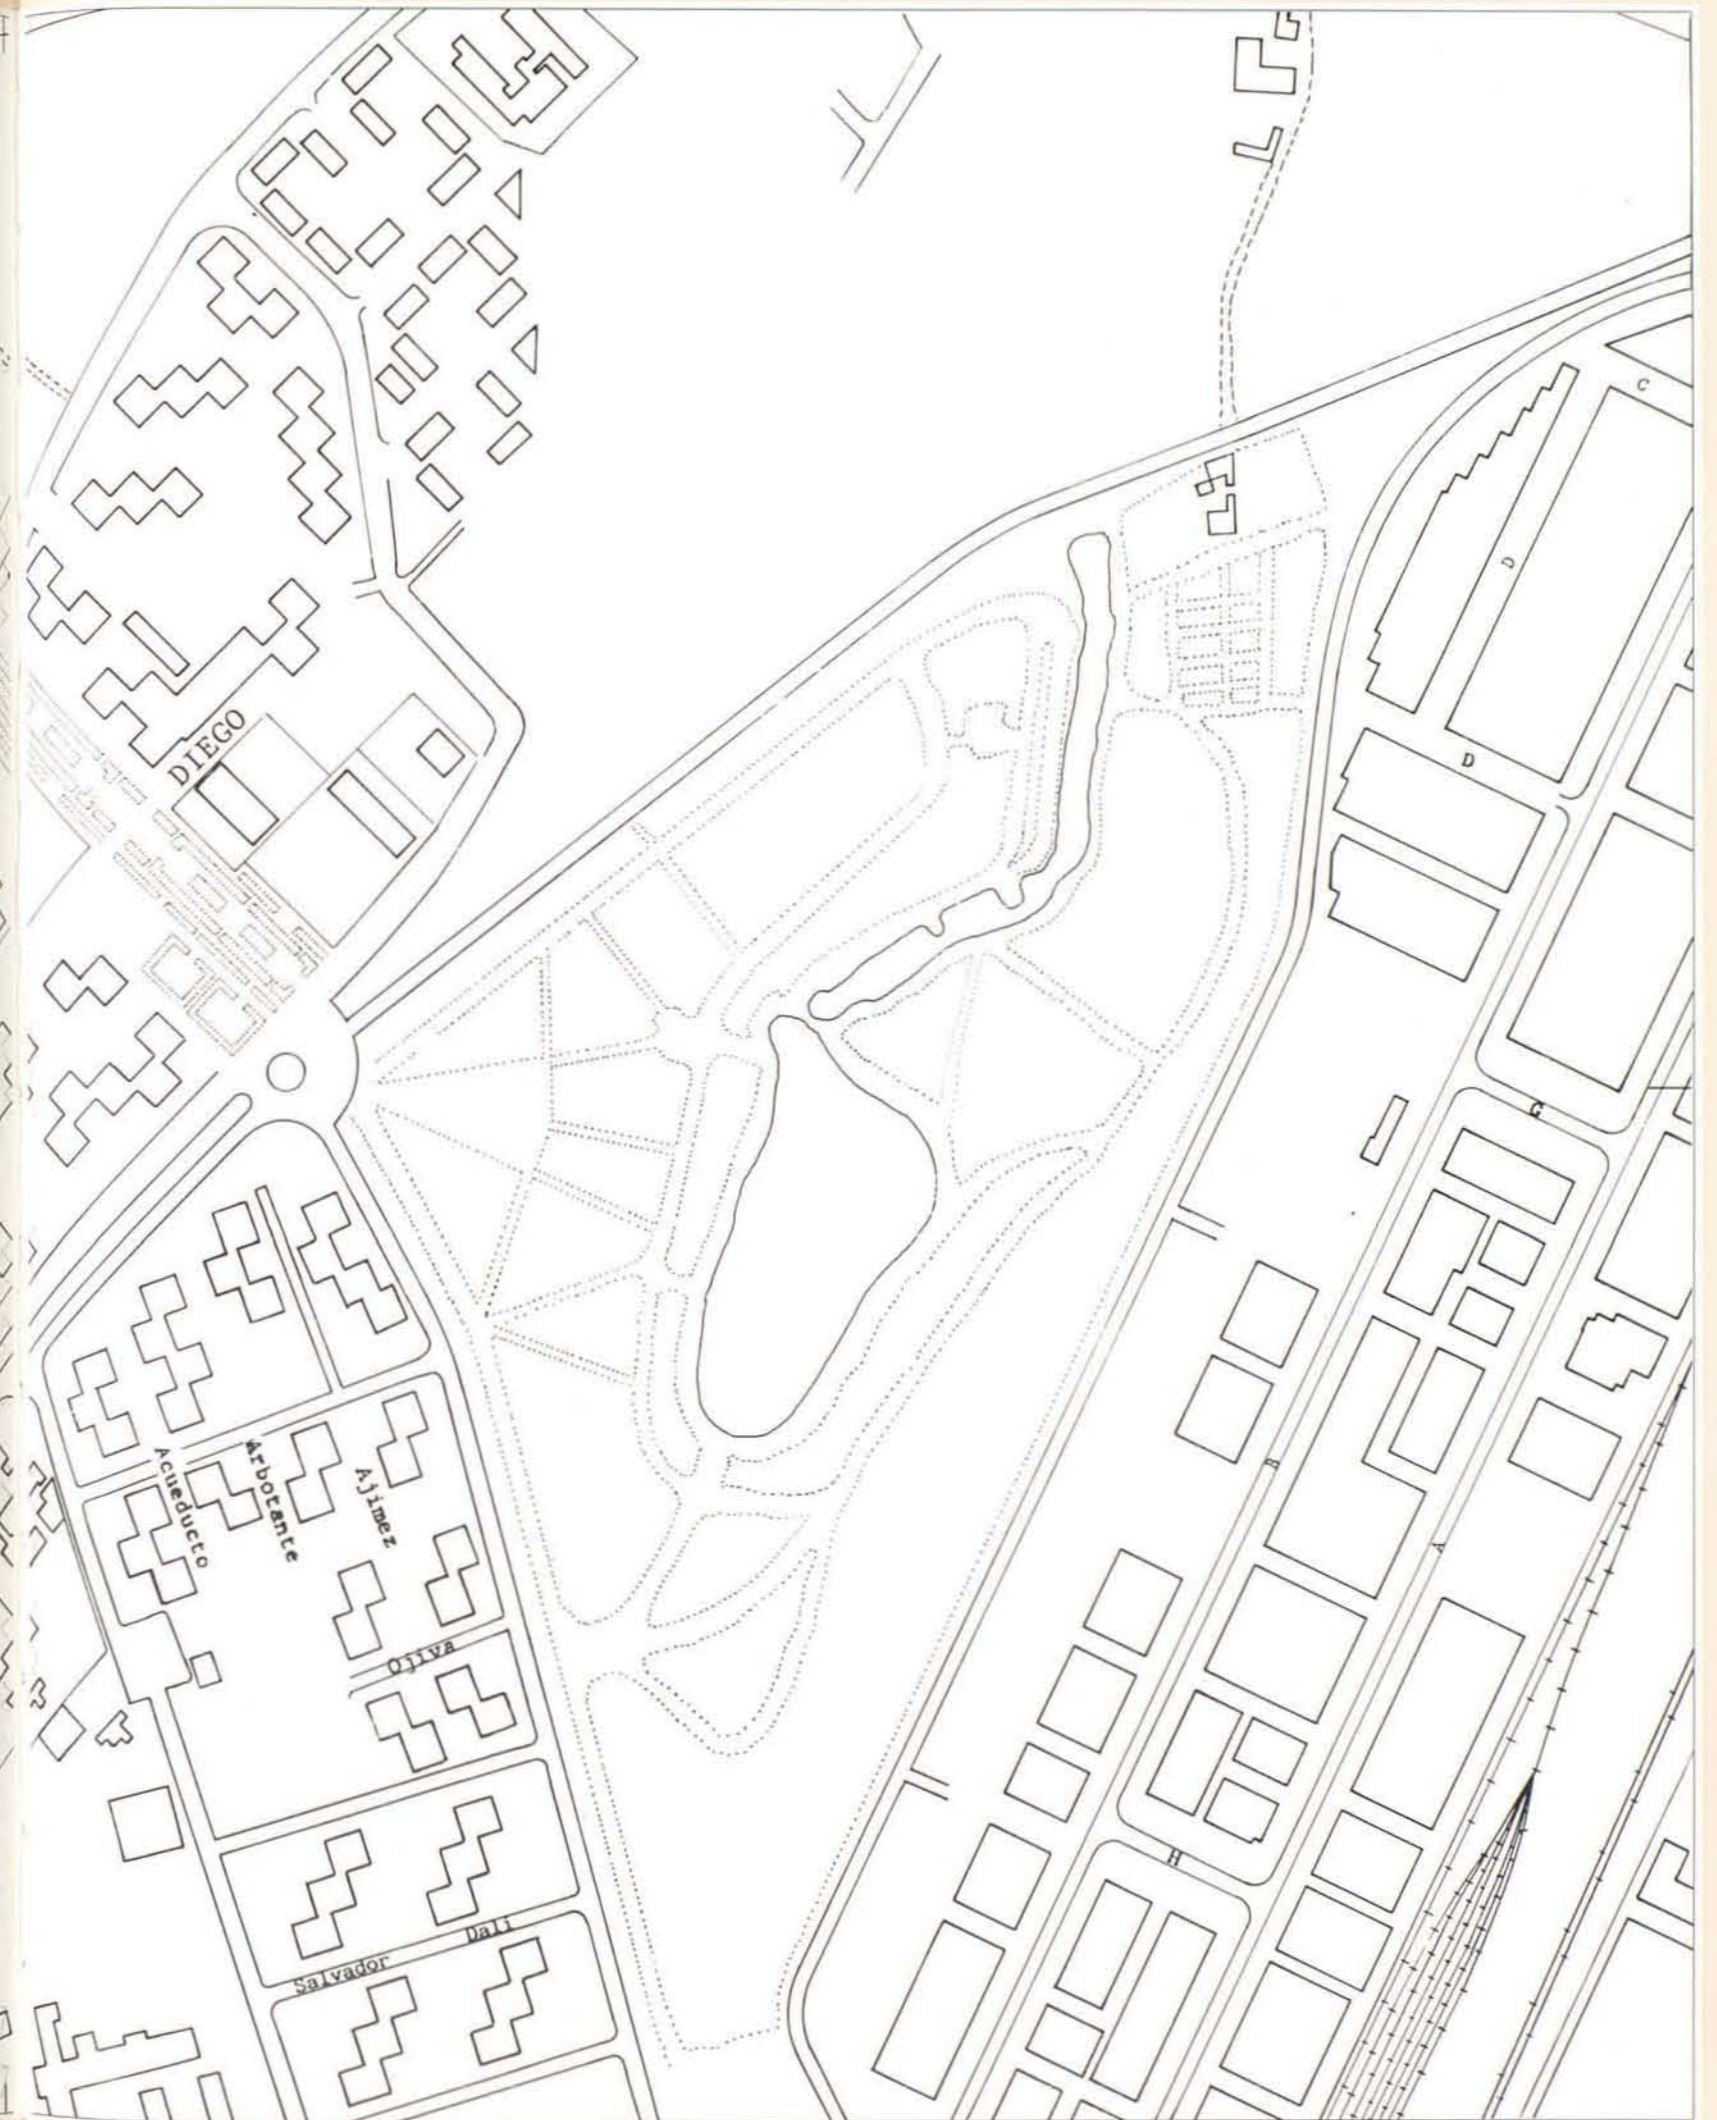 C
D
DIEGO
D
G
Acueducto
Arbotante
Ajimez
B
A
Ojiva
H
Salvador Dali